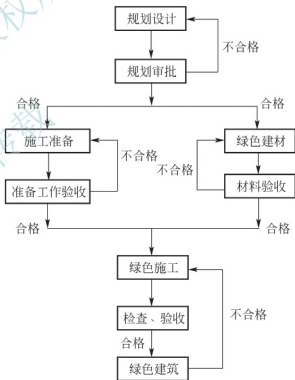 规划设计
不合格
规划审批
合格
合格
施工准备
绿色建材
不合格
不合格
准备工作验收
材料验收
合格
合格
绿色施工
检查、验收
不合格
合格
绿色建筑